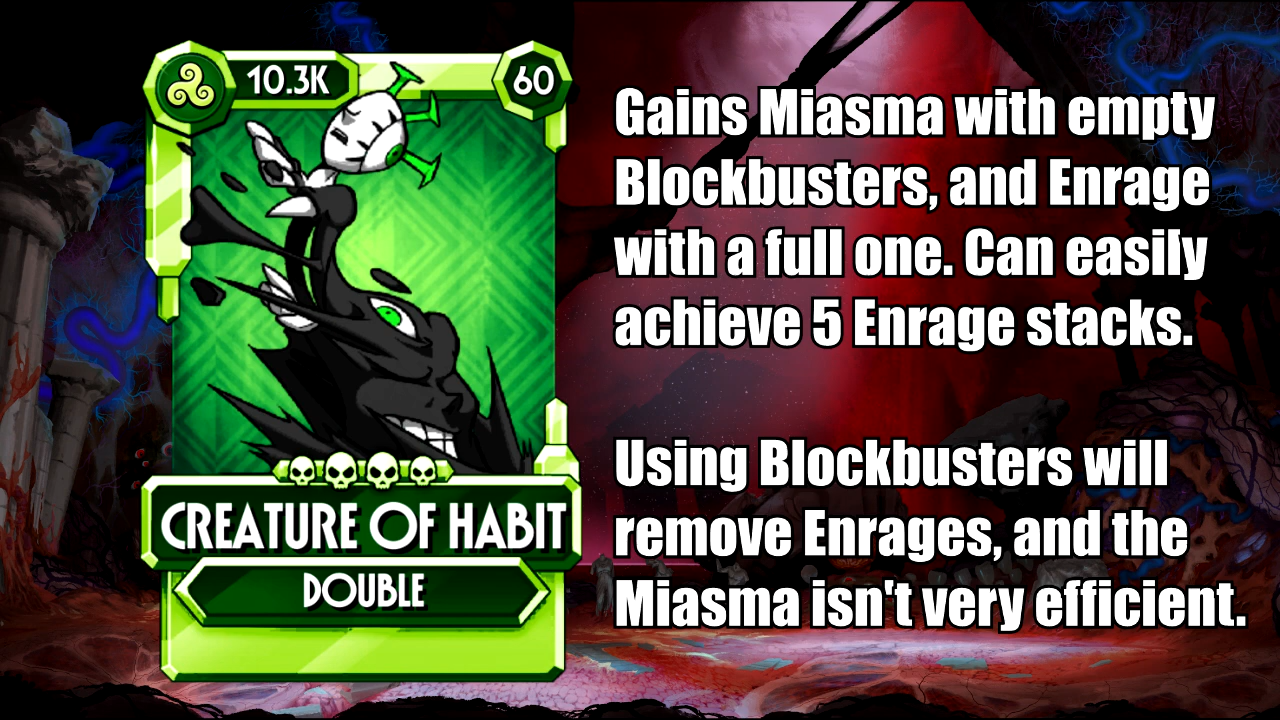 10.3K
60
CREATURE OF HABIT
DOUBLE
Gains Miasma with empty
Blockbusters, and Enrage
with a full one. Can easily
achieve 5 Enrage stacks.
Using Blockbusters will
remove Enrages, and the
Miasma isn't very efficient.